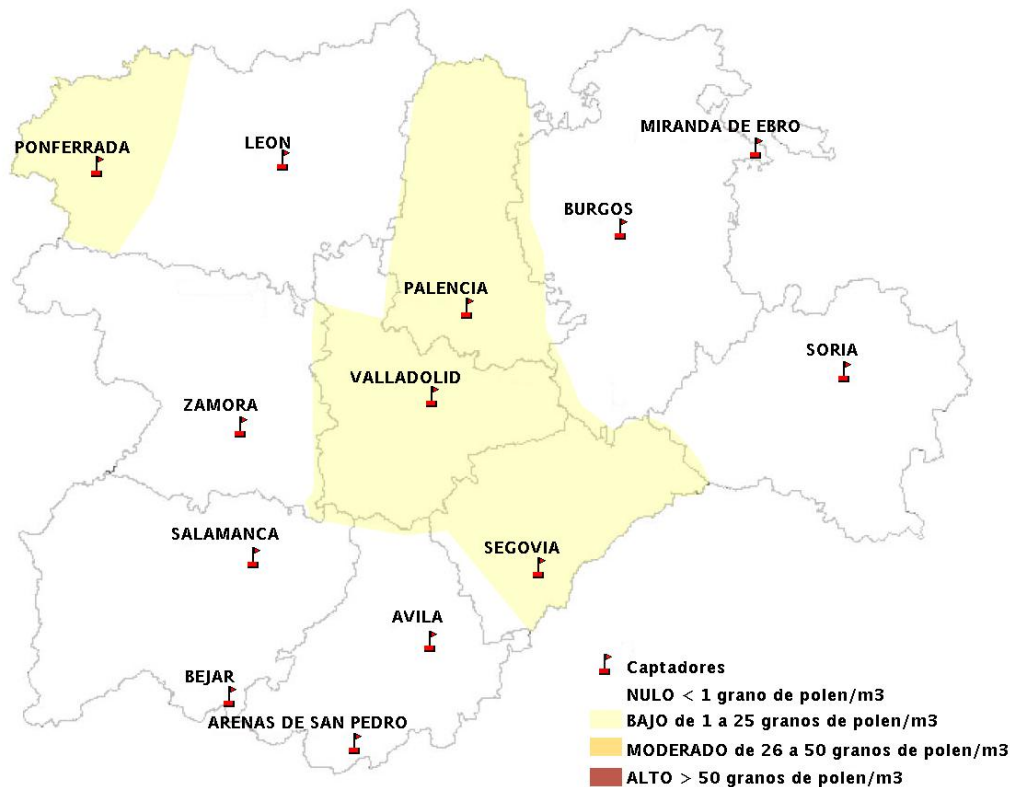 MIRANDA DE EBRO
PONFERRADA
LEON
BURGOS
PALENCIA
SORIA
VALLADOLID
ZAMORA
SALAMANCA
SEGOVIA
AVILA
BEJAR
ARENAS DE SAN PEDRO
Captadores
NULO < 1 grano de polen/m3
BAJO de 1 a 25 granos de polen/m3
MODERADO de 26 a 50 granos de polen/m3
ALTO > 50 granos de polen/m3